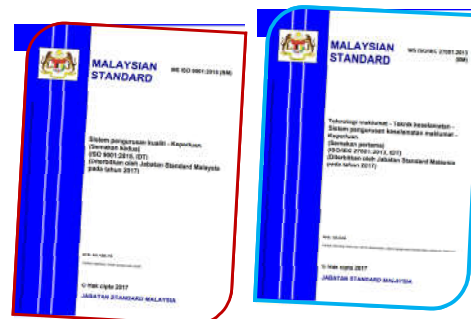 MALAYSIAN
STANDARD
MS ISO 9001:2015 (BM)
Sistem pengurusan kualiti - Keperluan
(Semakan kedua)
(ISO 9001:2015, IDT)
(Diterbitkan oleh Jabatan Standard Malaysia
pada tahun 2017)
© Hak cipta 2017
JABATAN STANDARD MALAYSIA
MALAYSIAN
STANDARD
MS ISO/IEC 27001:2013
(BM)
Teknologi maklumat - Teknik keselamatan -
Sistem pengurusan keselamatan maklumat -
Keperluan
(Semakan pertama)
(ISO/IEC 27001:2013, IDT)
(Diterbitkan oleh Jabatan Standard Malaysia
pada tahun 2017)
© Hak cipta 2017
JABATAN STANDARD MALAYSIA